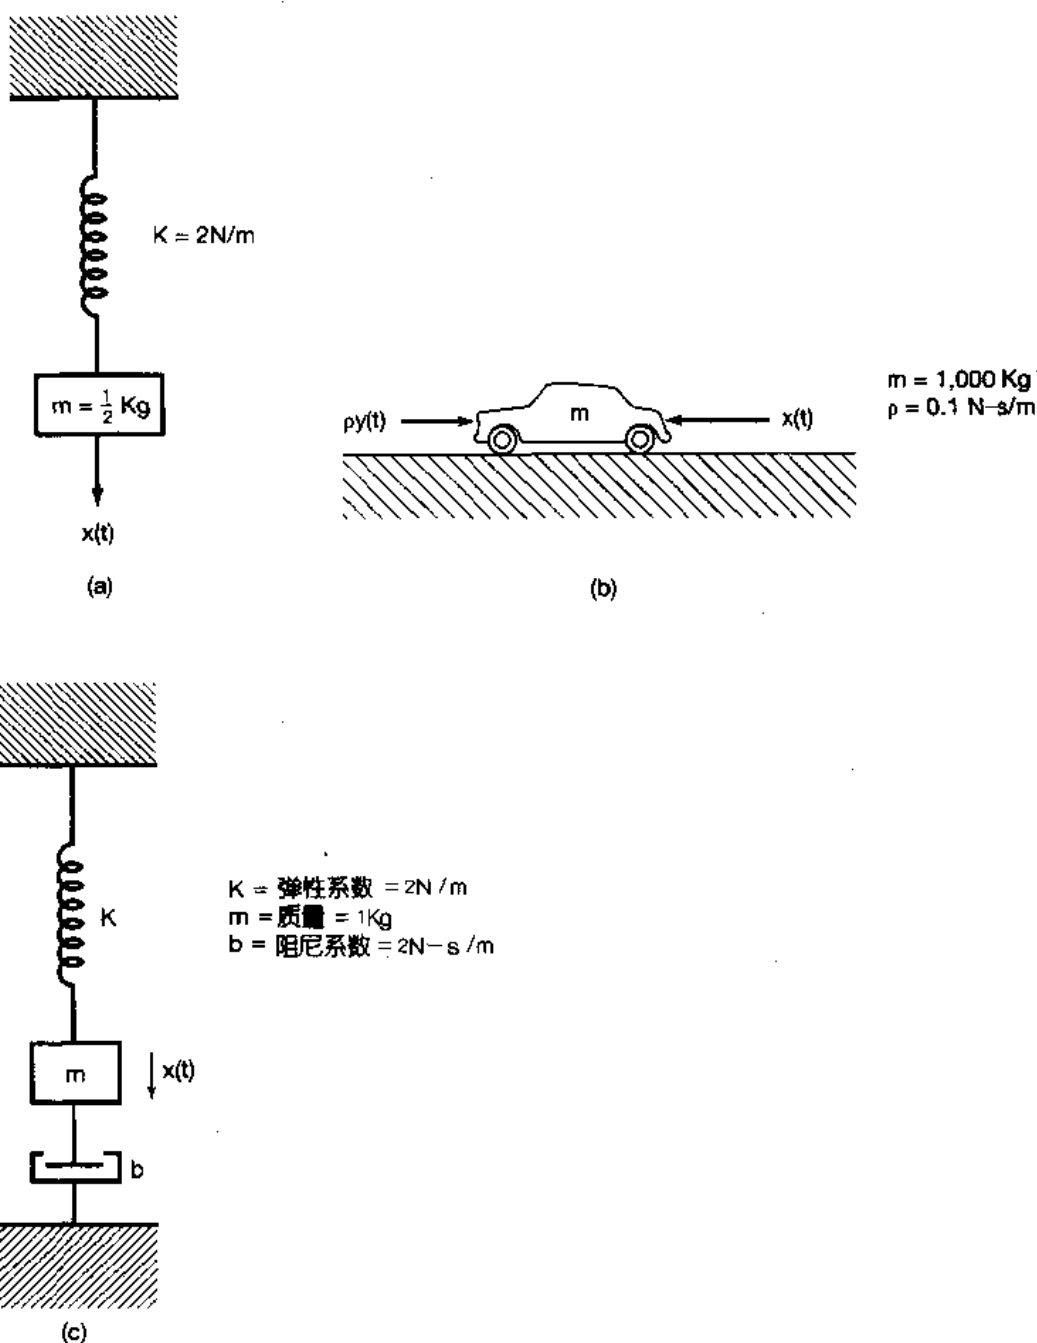 K = 2N/m
m = 1/2 Kg
x(t)
(a)
ρy(t)
m
x(t)
m = 1,000 Kg
ρ = 0.1 N-s/m
(b)
K
K = 弹性系数 = 2N/m
m = 质量 = 1Kg
b = 阻尼系数 = 2N-s/m
m
x(t)
b
(c)